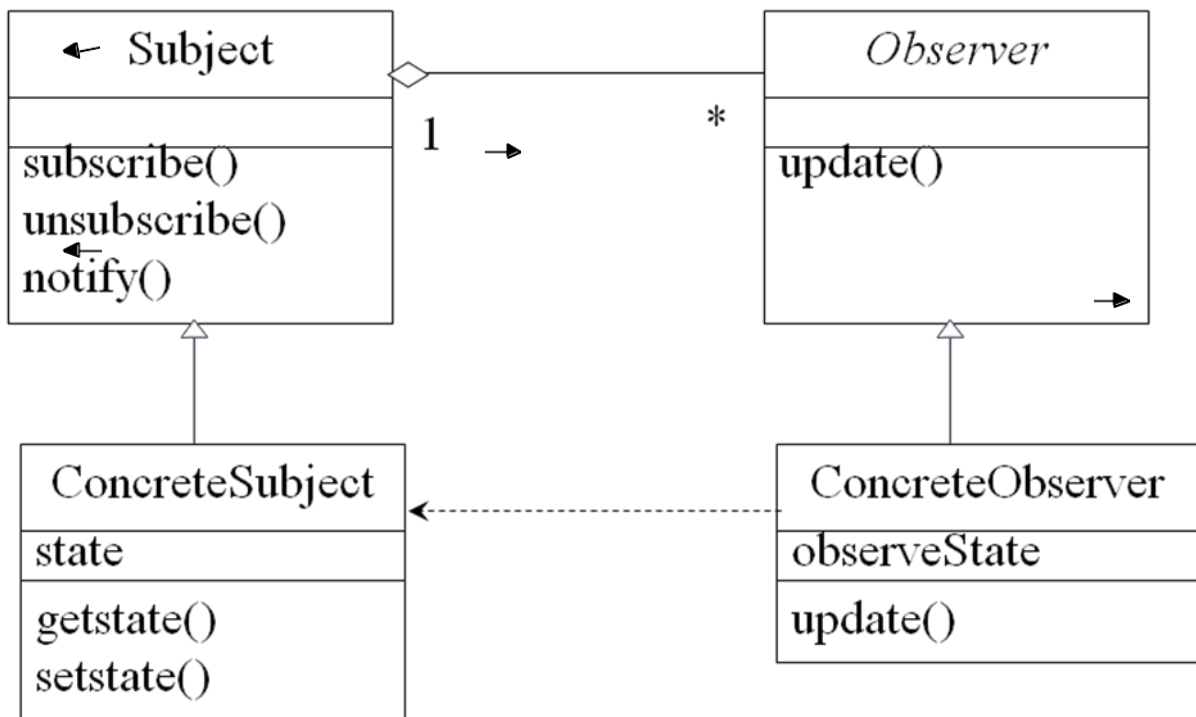 Subject
Observer
1
*
subscribe()
unsubscribe()
notify()
update()
ConcreteSubject
state
getstate()
setstate()
ConcreteObserver
observeState
update()